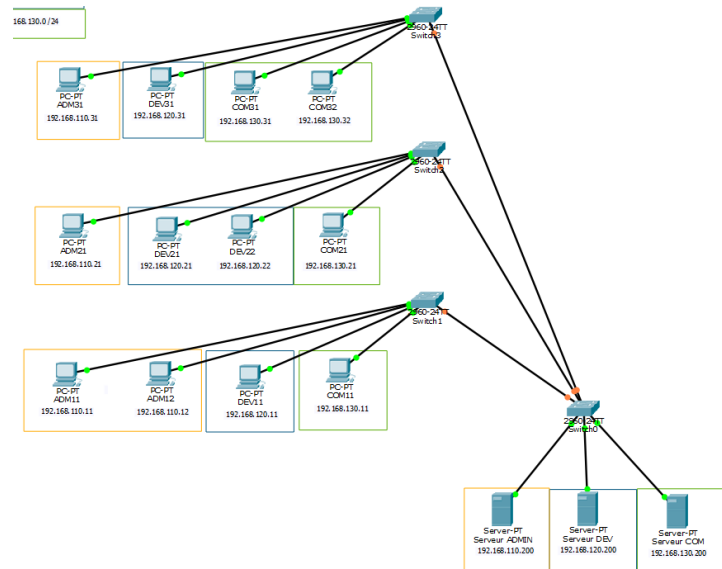 168.130.0/24
2960-24TT
Switch3
PC-PT
ADM31
192.168.110.31
PC-PT
DEV31
192.168.120.31
PC-PT
COM31
192.168.130.31
PC-PT
COM32
192.168.130.32
2960-24TT
Switch2
PC-PT
ADM21
192.168.110.21
PC-PT
DEV21
192.168.120.21
PC-PT
DEV22
192.168.120.22
PC-PT
COM21
192.168.130.21
2960-24TT
Switch1
PC-PT
ADM11
192.168.110.11
PC-PT
ADM12
192.168.110.12
PC-PT
DEV11
192.168.120.11
PC-PT
COM11
192.168.130.11
2960-24TT
Switch0
Server-PT
Serveur ADMIN
192.168.110.200
Server-PT
Serveur DEV
192.168.120.200
Server-PT
Serveur COM
192.168.130.200